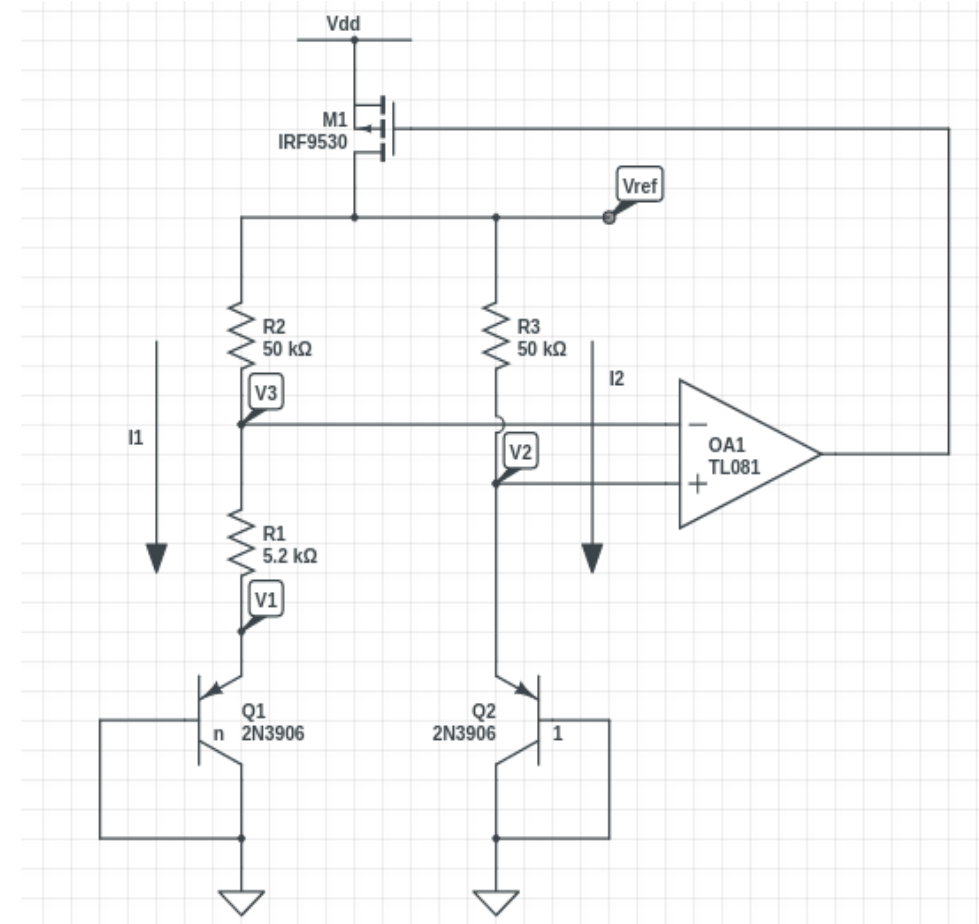 Vdd
M1
IRF9530
Vref
R2
50 kΩ
R3
50 kΩ
V3
I2
I1
V2
−
OA1
TL081
+
R1
5.2 kΩ
V1
Q1
n 2N3906
Q2
2N3906 1